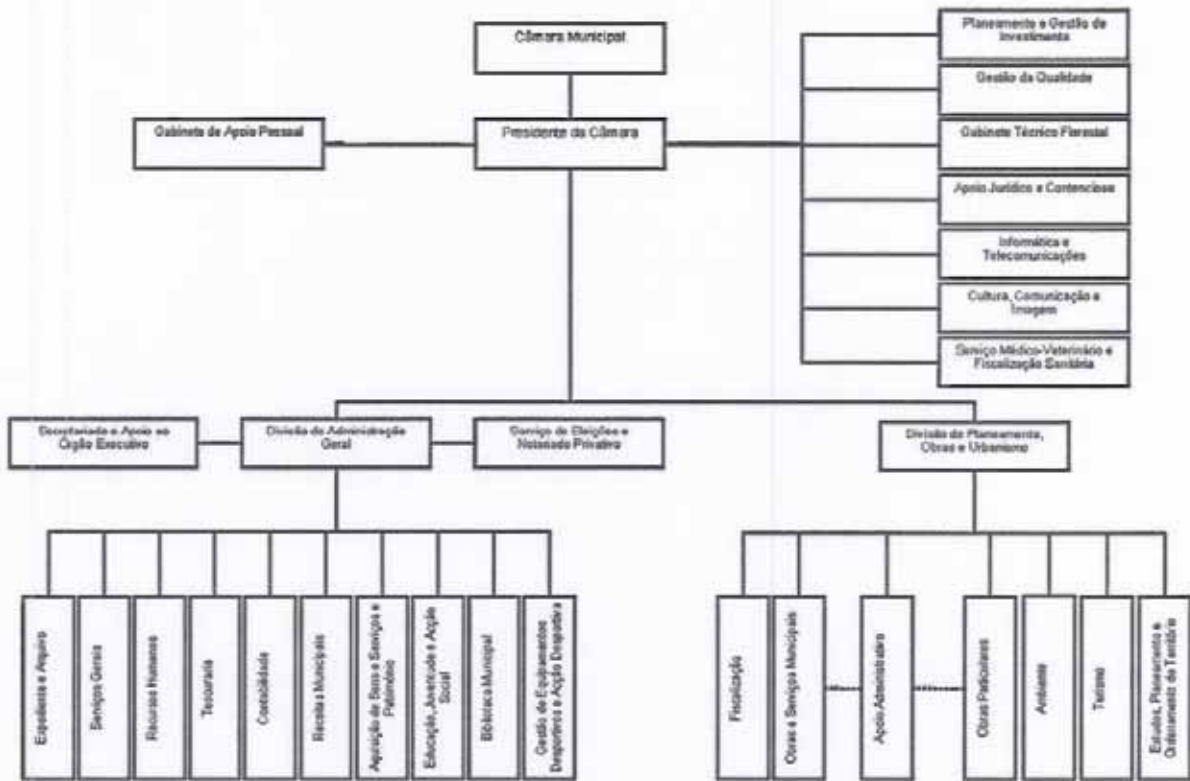 Câmara Municipal
Planeamento e Gestão de
Investimento
Gestão da Qualidade
Gabinete de Apoio Pessoal
Presidente da Câmara
Gabinete Técnico Florestal
Apoio Jurídico e Contencioso
Informática e
Telecomunicações
Cultura, Comunicação e
Imagem
Serviço Médico-Veterinário e
Fiscalização Sanitária
Secretariado e Apoio ao
Órgão Executivo
Divisão de Administração
Geral
Serviço de Eleições e
Notariado Privativo
Divisão de Planeamento,
Obras e Urbanismo
Expediente e Arquivo
Serviços Gerais
Recursos Humanos
Tesouraria
Contabilidade
Receitas Municipais
Aquisição de Bens e Serviços e
Património
Educação, Juventude e Acção
Social
Biblioteca Municipal
Gestão de Equipamentos
Desportivos e Acção Desportiva
Fiscalização
Obras e Serviços Municipais
Apoio Administrativo
Obras Particulares
Ambiente
Turismo
Estudos, Planeamento e
Ordenamento do Território